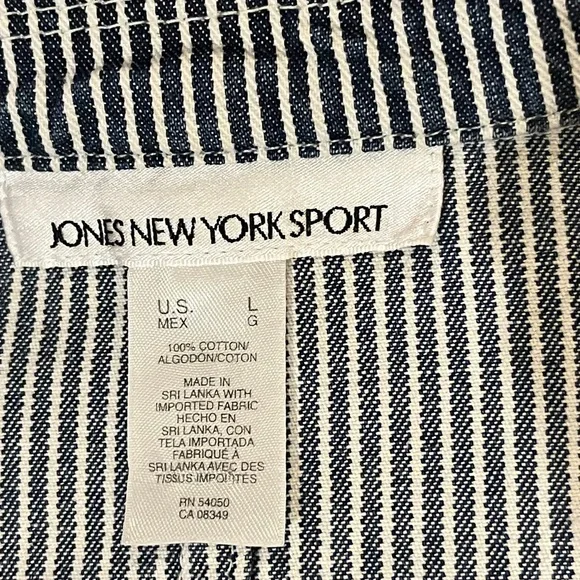 JONES NEW YORK SPORT
U.S. L
MEX G
100% COTTON/
ALGODON/COTON
MADE IN
SRI LANKA WITH
IMPORTED FABRIC
HECHO EN
SRI LANKA, CON
TELA IMPORTADA
FABRIQUÉ À
SRI LANKA AVEC DES
TISSUS IMPORTÉS
RN 54050
CA 08349